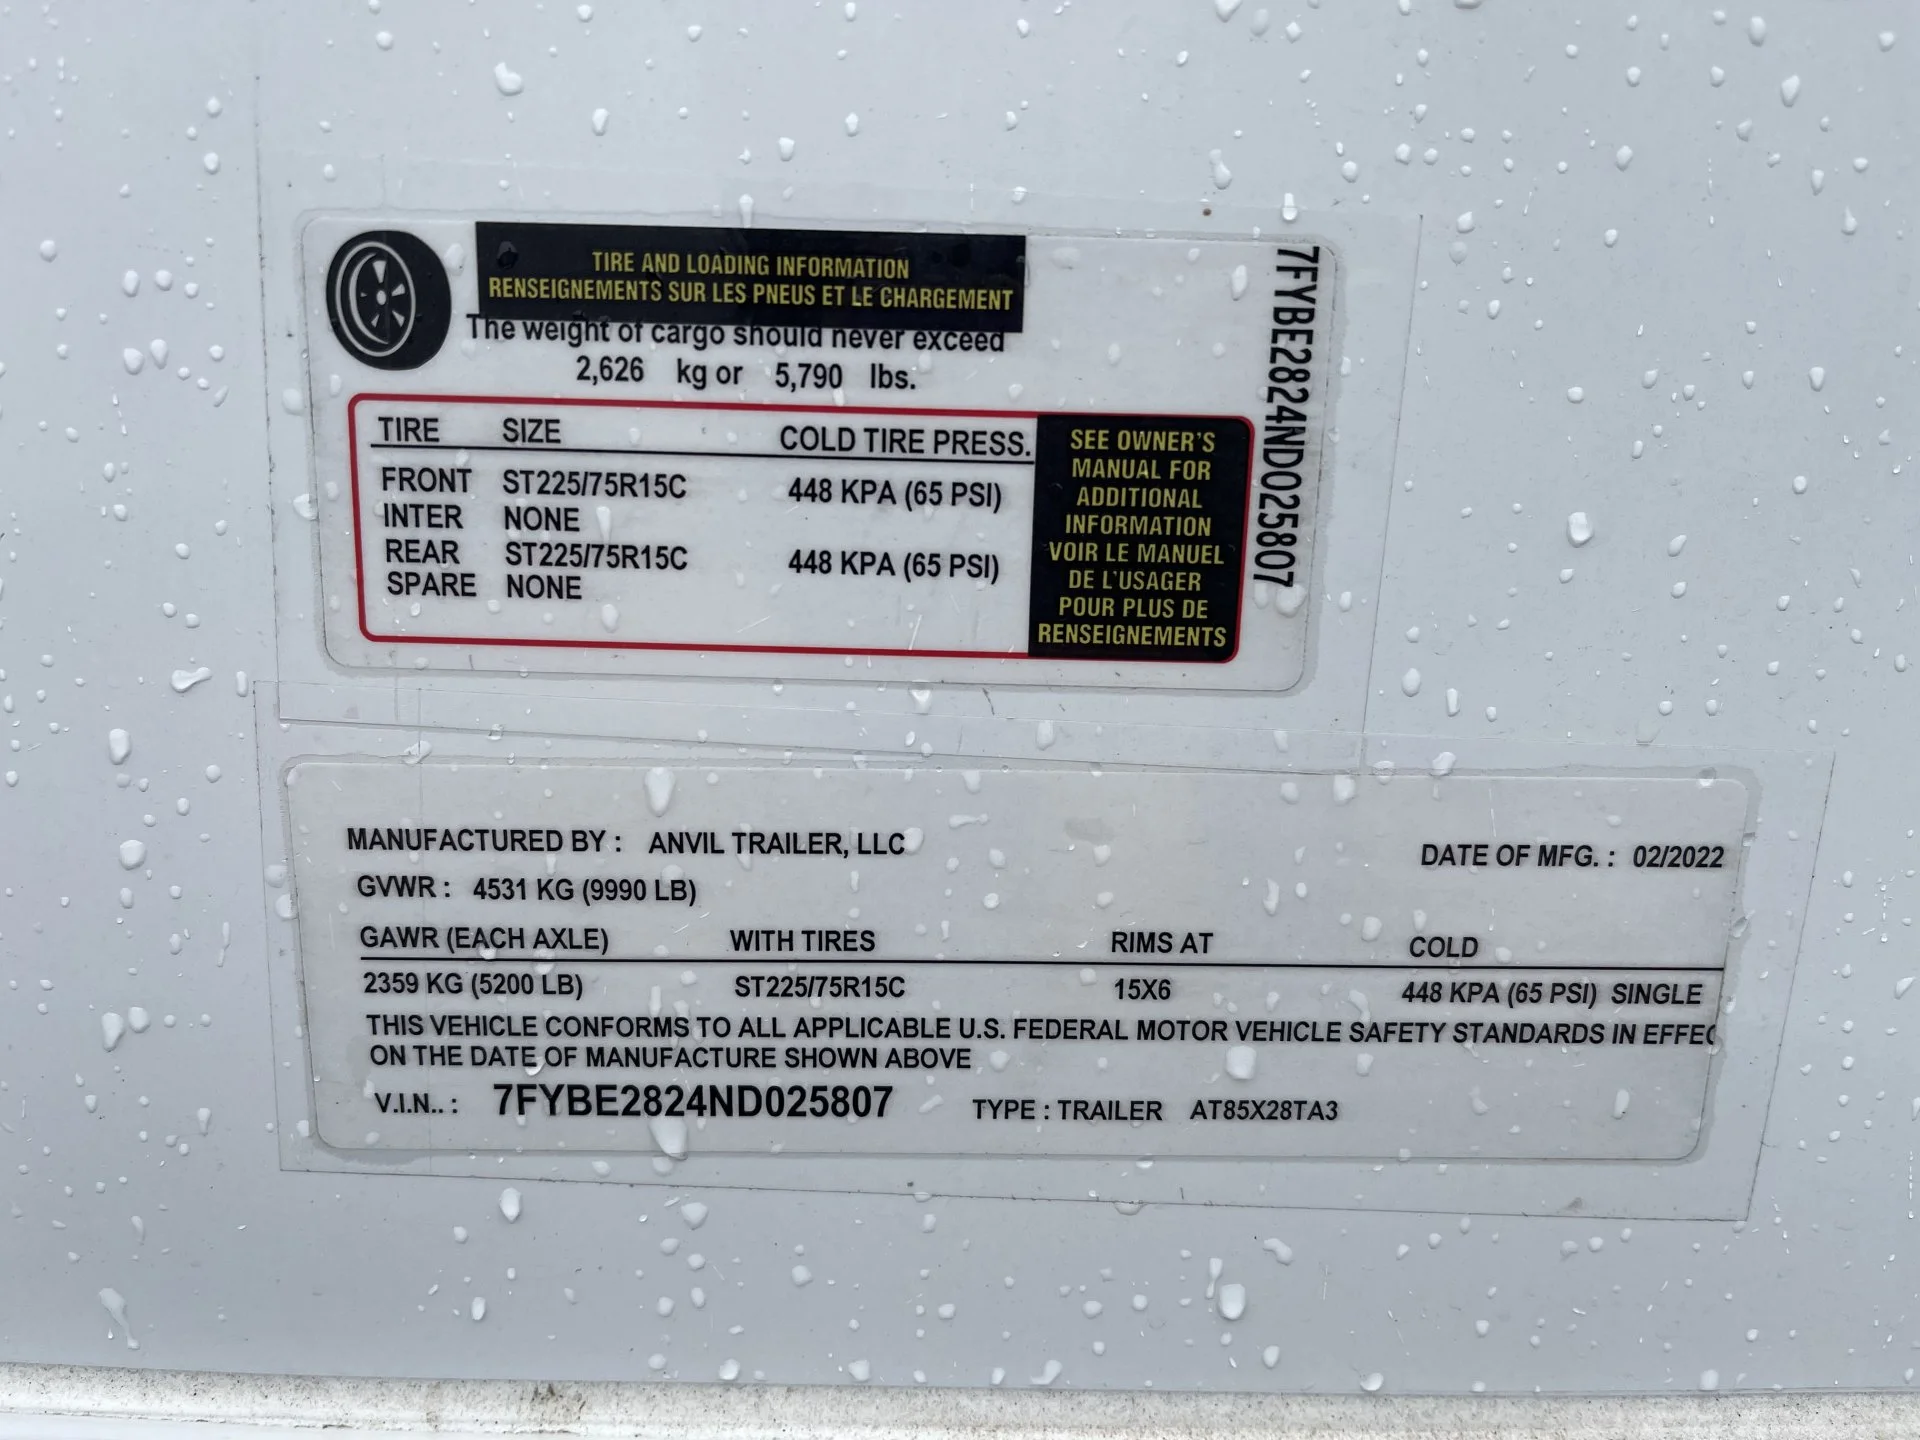 TIRE AND LOADING INFORMATION
RENSEIGNEMENTS SUR LES PNEUS ET LE CHARGEMENT
The weight of cargo should never exceed
2,626 kg or 5,790 lbs.
TIRE SIZE COLD TIRE PRESS.
FRONT ST225/75R15C 448 KPA (65 PSI)
INTER NONE
REAR ST225/75R15C 448 KPA (65 PSI)
SPARE NONE
SEE OWNER'S
MANUAL FOR
ADDITIONAL
INFORMATION
VOIR LE MANUEL
DE L'USAGER
POUR PLUS DE
RENSEIGNEMENTS
7FYBE2824ND025807
MANUFACTURED BY : ANVIL TRAILER, LLC
DATE OF MFG. : 02/2022
GVWR : 4531 KG (9990 LB)
GAWR (EACH AXLE) WITH TIRES RIMS AT COLD
2359 KG (5200 LB) ST225/75R15C 15X6 448 KPA (65 PSI) SINGLE
THIS VEHICLE CONFORMS TO ALL APPLICABLE U.S. FEDERAL MOTOR VEHICLE SAFETY STANDARDS IN EFFEC
ON THE DATE OF MANUFACTURE SHOWN ABOVE
V.I.N.. : 7FYBE2824ND025807 TYPE : TRAILER AT85X28TA3